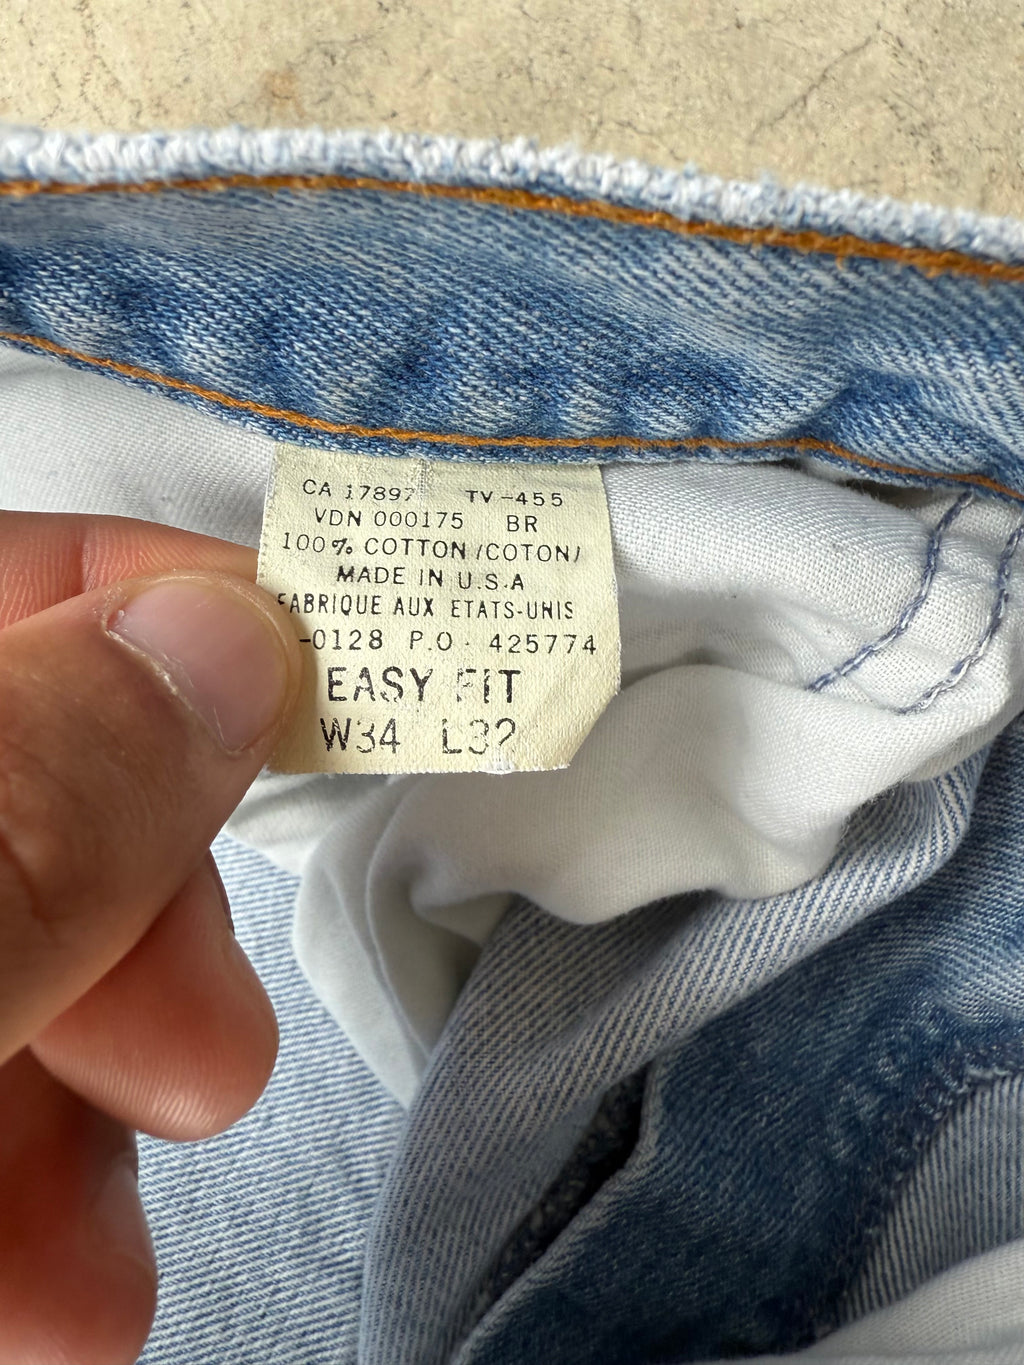 CA 17897 TV-455
VDN 000175 BR
100% COTTON/COTON/
MADE IN U.S.A
FABRIQUE AUX ETATS-UNIS
-0128 P.O. 425774
EASY FIT
W34 L32